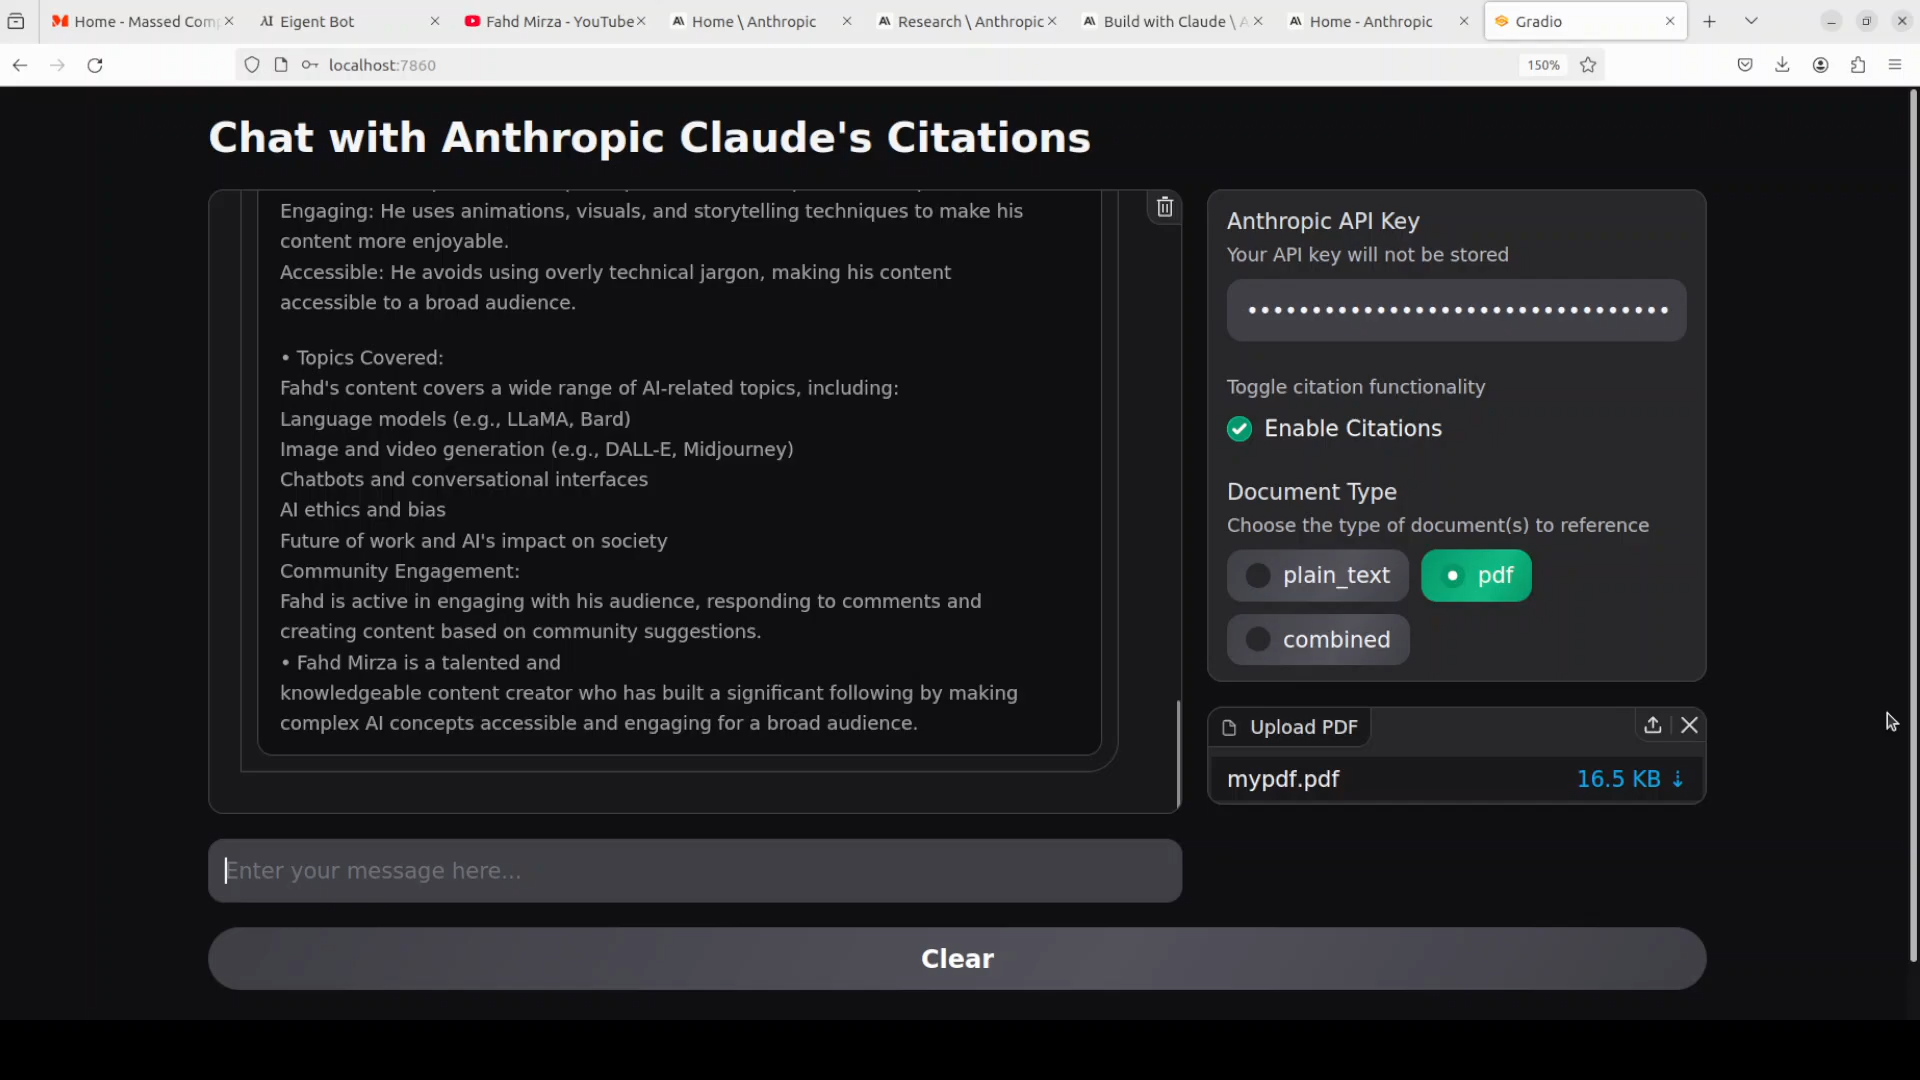 Home - Massed Comp
AI Eigent Bot
Fahd Mirza - YouTube
Home \ Anthropic
Research \ Anthropic
Build with Claude \ A
Home - Anthropic
Gradio
localhost:7860
150%
Chat with Anthropic Claude's Citations
Engaging: He uses animations, visuals, and storytelling techniques to make his
content more enjoyable.
Accessible: He avoids using overly technical jargon, making his content
accessible to a broad audience.
• Topics Covered:
Fahd's content covers a wide range of AI-related topics, including:
Language models (e.g., LLaMA, Bard)
Image and video generation (e.g., DALL-E, Midjourney)
Chatbots and conversational interfaces
AI ethics and bias
Future of work and AI's impact on society
Community Engagement:
Fahd is active in engaging with his audience, responding to comments and
creating content based on community suggestions.
• Fahd Mirza is a talented and
knowledgeable content creator who has built a significant following by making
complex AI concepts accessible and engaging for a broad audience.
Enter your message here...
Clear
Anthropic API Key
Your API key will not be stored
Toggle citation functionality
Enable Citations
Document Type
Choose the type of document(s) to reference
plain_text
pdf
combined
Upload PDF
mypdf.pdf
16.5 KB ⇣